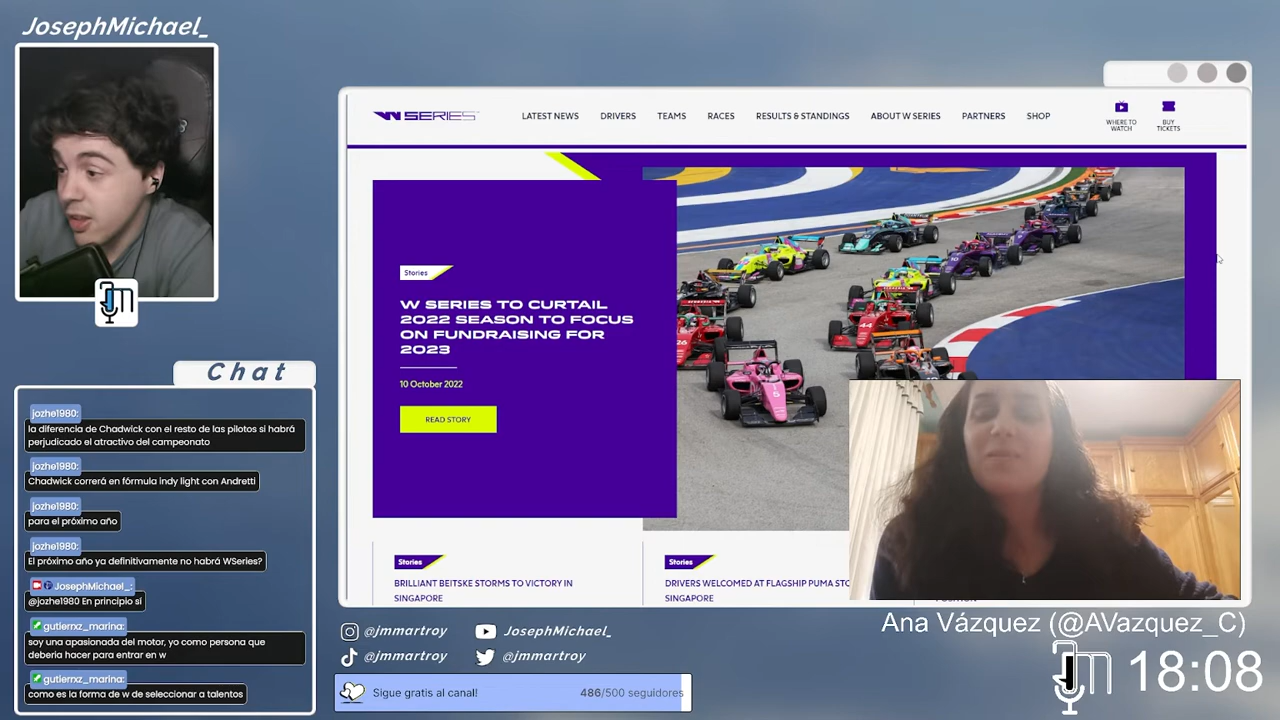 JosephMichael_
Chat
jozhe1980:
la diferencia de Chadwick con el resto de las pilotos si habrá
perjudicado el atractivo del campeonato
jozhe1980:
Chadwick correrá en fórmula indy light con Andretti
jozhe1980:
para el próximo año
jozhe1980:
El próximo año ya definitivamente no habrá WSeries?
JosephMichael_:
@jozhe1980 En principio sí
gutiernz_marina:
soy una apasionada del motor, yo como persona que
deberia hacer para entrar en w
gutiernz_marina:
como es la forma de w de seleccionar a talentos
W SERIES
LATEST NEWS DRIVERS TEAMS RACES RESULTS & STANDINGS ABOUT W SERIES PARTNERS SHOP
WHERE TO
WATCH
BUY
TICKETS
Stories
W SERIES TO CURTAIL
2022 SEASON TO FOCUS
ON FUNDRAISING FOR
2023
10 October 2022
READ STORY
Stories
BRILLIANT BEITSKE STORMS TO VICTORY IN
SINGAPORE
Stories
DRIVERS WELCOMED AT FLAGSHIP PUMA STO
SINGAPORE
Ana Vázquez (@AVazquez_C)
@jmmartroy
JosephMichael_
@jmmartroy
@jmmartroy
Sigue gratis al canal! 486/500 seguidores
18:08